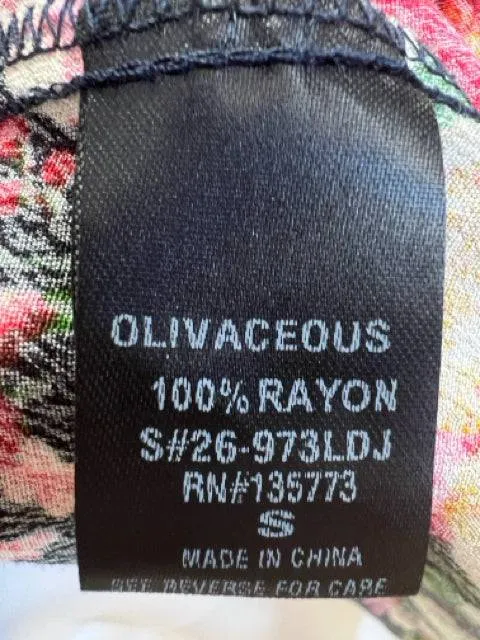 OLIVACEOUS
100% RAYON
S#26-973LDJ
RN#135773
S
MADE IN CHINA
SEE REVERSE FOR CARE